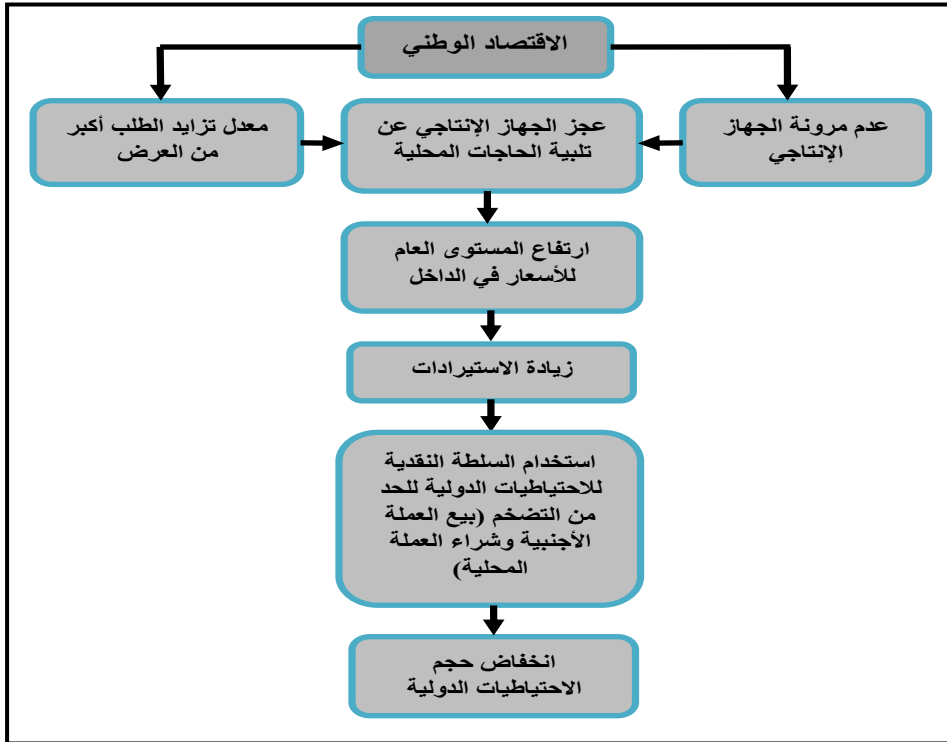 الاقتصاد الوطني
عدم مرونة الجهاز
الإنتاجي
عجز الجهاز الإنتاجي عن
تلبية الحاجات المحلية
معدل تزايد الطلب أكبر
من العرض
ارتفاع المستوى العام
للأسعار في الداخل
زيادة الاستيرادات
استخدام السلطة النقدية
للاحتياطيات الدولية للحد
من التضخم (بيع العملة
الأجنبية وشراء العملة
المحلية)
انخفاض حجم
الاحتياطيات الدولية